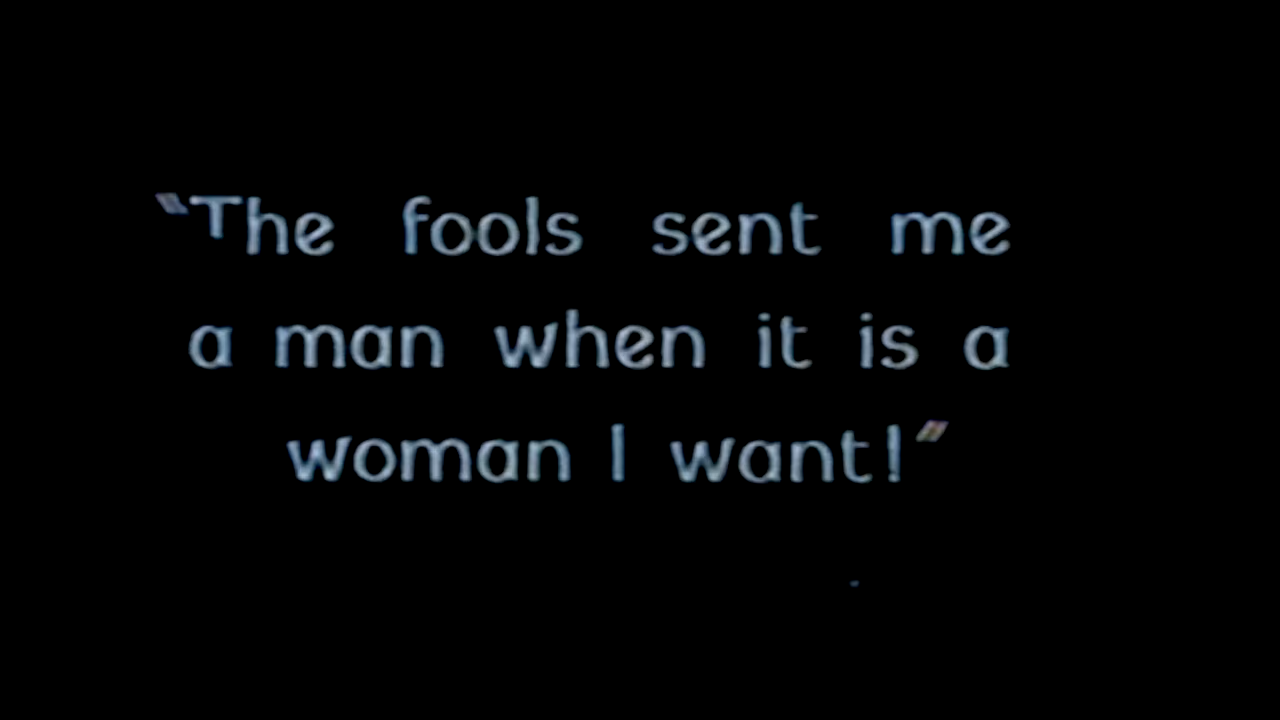 “The fools sent me
a man when it is a
woman I want!”